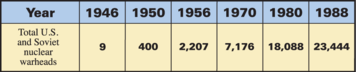 Year 1946 1950 1956 1970 1980 1988
Total U.S.
and Soviet
nuclear
warheads
9 400 2,207 7,176 18,088 23,444